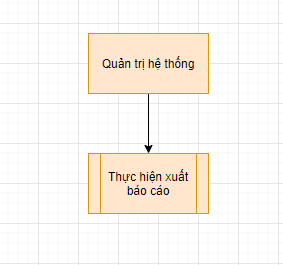 Quản trị hệ thống
Thực hiện xuất
báo cáo